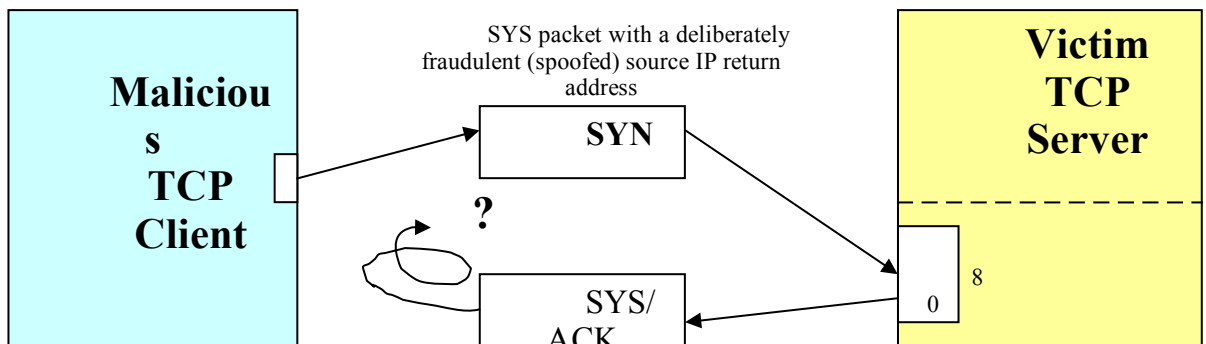 SYS packet with a deliberately
fraudulent (spoofed) source IP return
address
Maliciou
s
TCP
Client
SYN
Victim
TCP
Server
?
8
0
SYS/
ACK